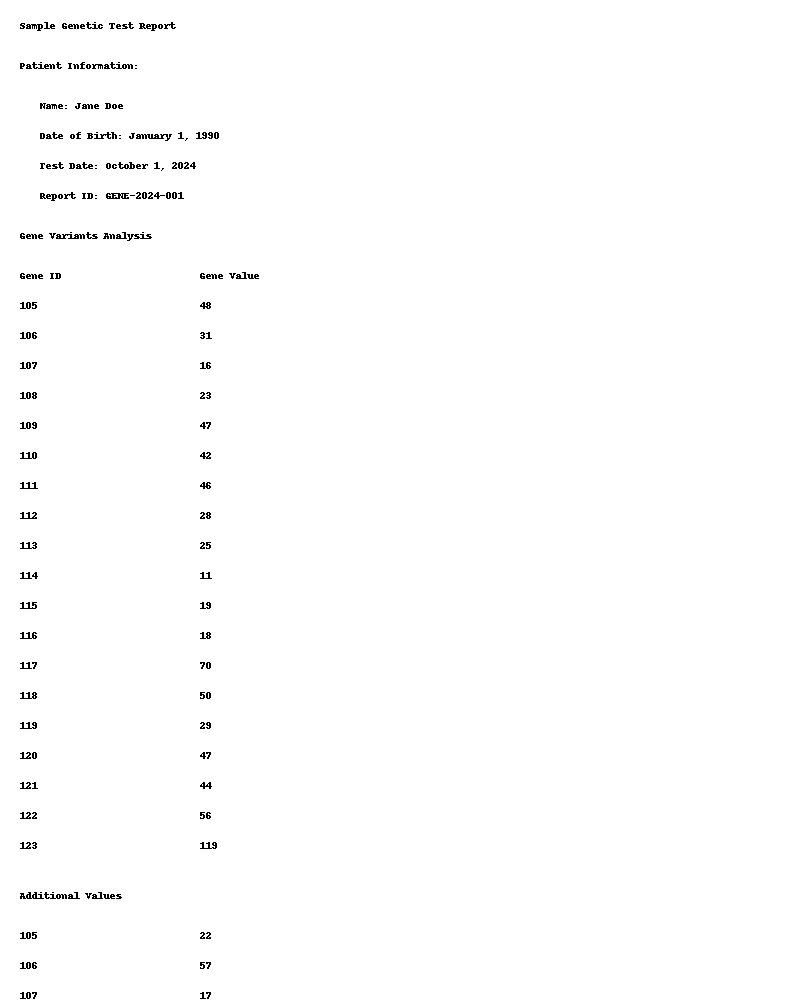 Sample Genetic Test Report
Patient Information:
Name: Jane Doe
Date of Birth: January 1, 1990
Test Date: October 1, 2024
Report ID: GENE-2024-001
Gene Variants Analysis
Gene ID Gene Value
105 48
106 31
107 16
108 23
109 47
110 42
111 46
112 28
113 25
114 11
115 19
116 18
117 70
118 50
119 29
120 47
121 44
122 56
123 119
Additional Values
105 22
106 57
107 17